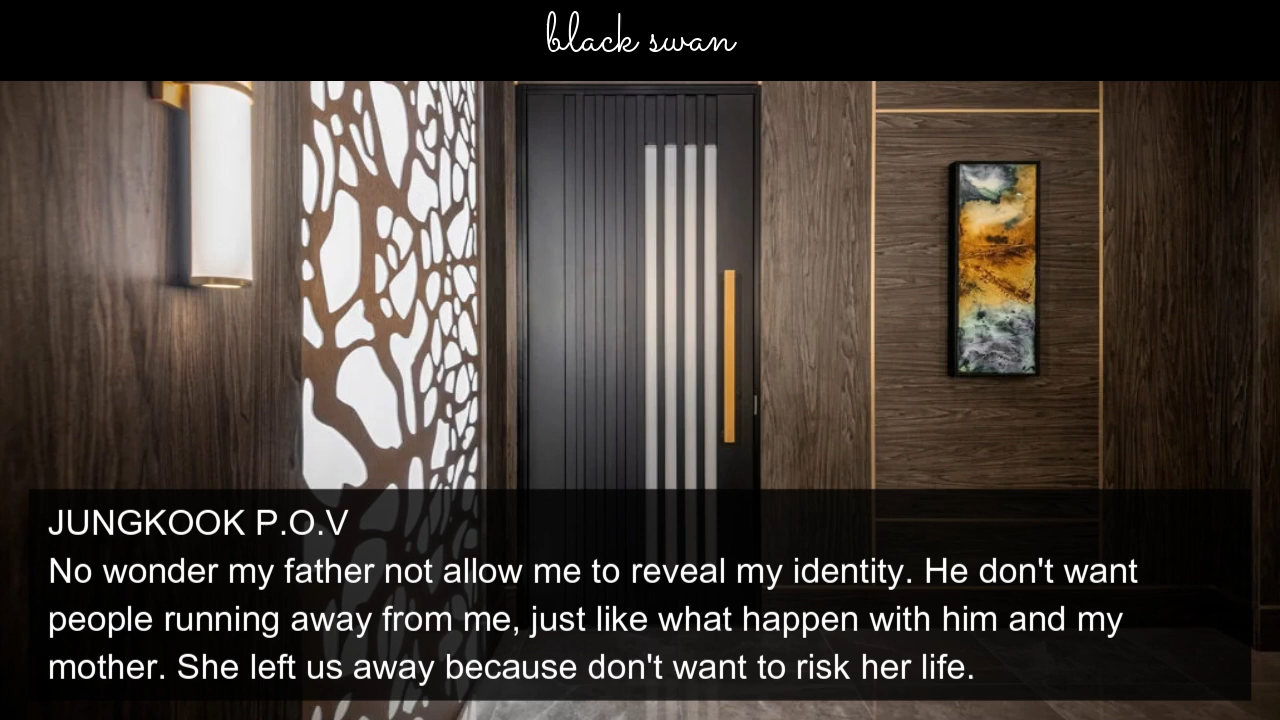 black swan
JUNGKOOK P.O.V
No wonder my father not allow me to reveal my identity. He don't want
people running away from me, just like what happen with him and my
mother. She left us away because don't want to risk her life.